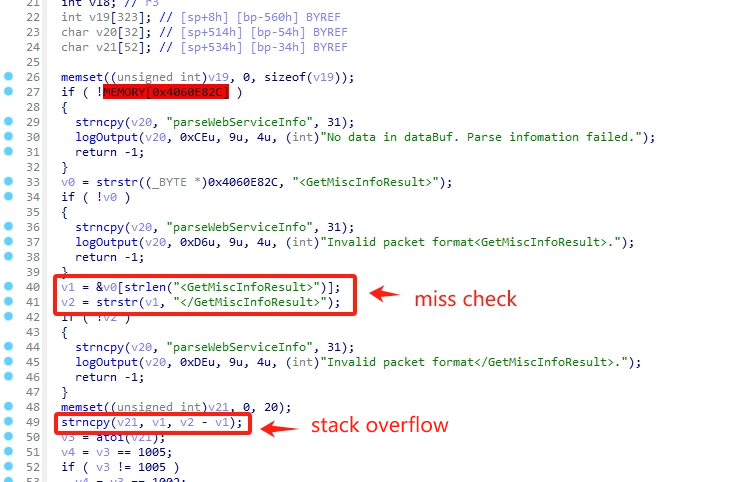 21 int v18; // r3
22 int v19[323]; // [sp+8h] [bp-560h] BYREF
23 char v20[32]; // [sp+514h] [bp-54h] BYREF
24 char v21[52]; // [sp+534h] [bp-34h] BYREF
25
26 memset((unsigned int)v19, 0, sizeof(v19));
27 if ( !MEMORY[0x4060E82C] )
28 {
29 strncpy(v20, "parseWebServiceInfo", 31);
30 logOutput(v20, 0xCEu, 9u, 4u, (int)"No data in dataBuf. Parse infomation failed.");
31 return -1;
32 }
33 v0 = strstr((_BYTE *)0x4060E82C, "<GetMiscInfoResult>");
34 if ( !v0 )
35 {
36 strncpy(v20, "parseWebServiceInfo", 31);
37 logOutput(v20, 0xD6u, 9u, 4u, (int)"Invalid packet format<GetMiscInfoResult>.");
38 return -1;
39 }
40 v1 = &v0[strlen("<GetMiscInfoResult>")];
41 v2 = strstr(v1, "</GetMiscInfoResult>");
miss check
42 if ( !v2 )
43 {
44 strncpy(v20, "parseWebServiceInfo", 31);
45 logOutput(v20, 0xDEu, 9u, 4u, (int)"Invalid packet format</GetMiscInfoResult>.");
46 return -1;
47 }
48 memset((unsigned int)v21, 0, 20);
49 strncpy(v21, v1, v2 - v1);
stack overflow
50 v3 = atoi(v21);
51 v4 = v3 == 1005;
52 if ( v3 != 1005 )
53 v4 = v3 == 1002;